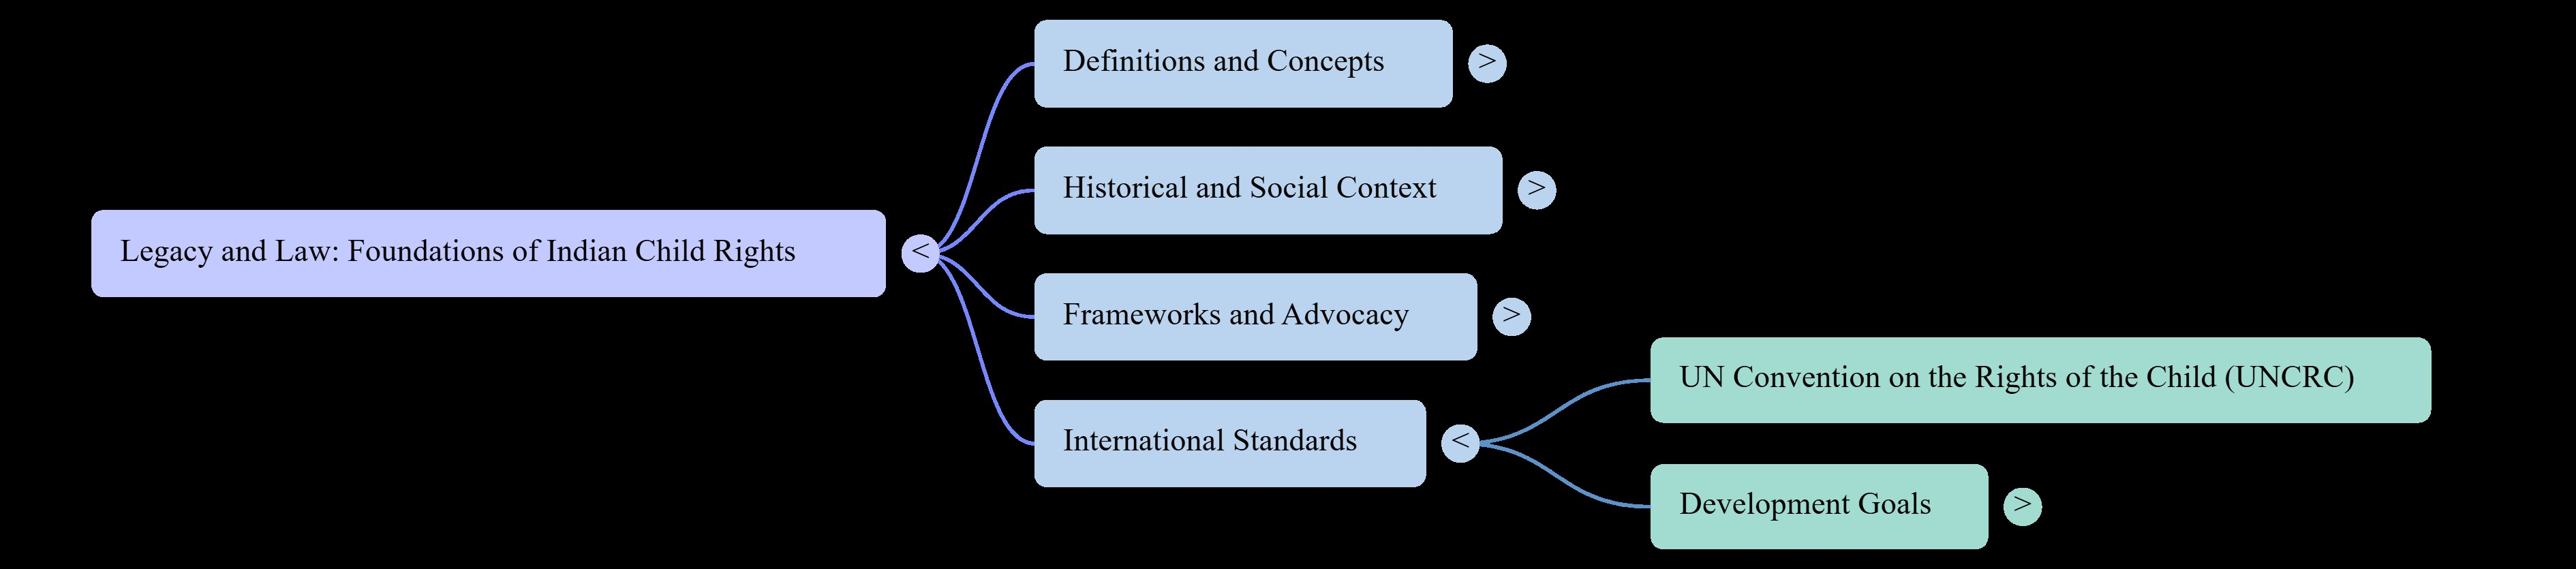 Definitions and Concepts >
Historical and Social Context >
Legacy and Law: Foundations of Indian Child Rights <
Frameworks and Advocacy >
UN Convention on the Rights of the Child (UNCRC)
International Standards <
Development Goals >